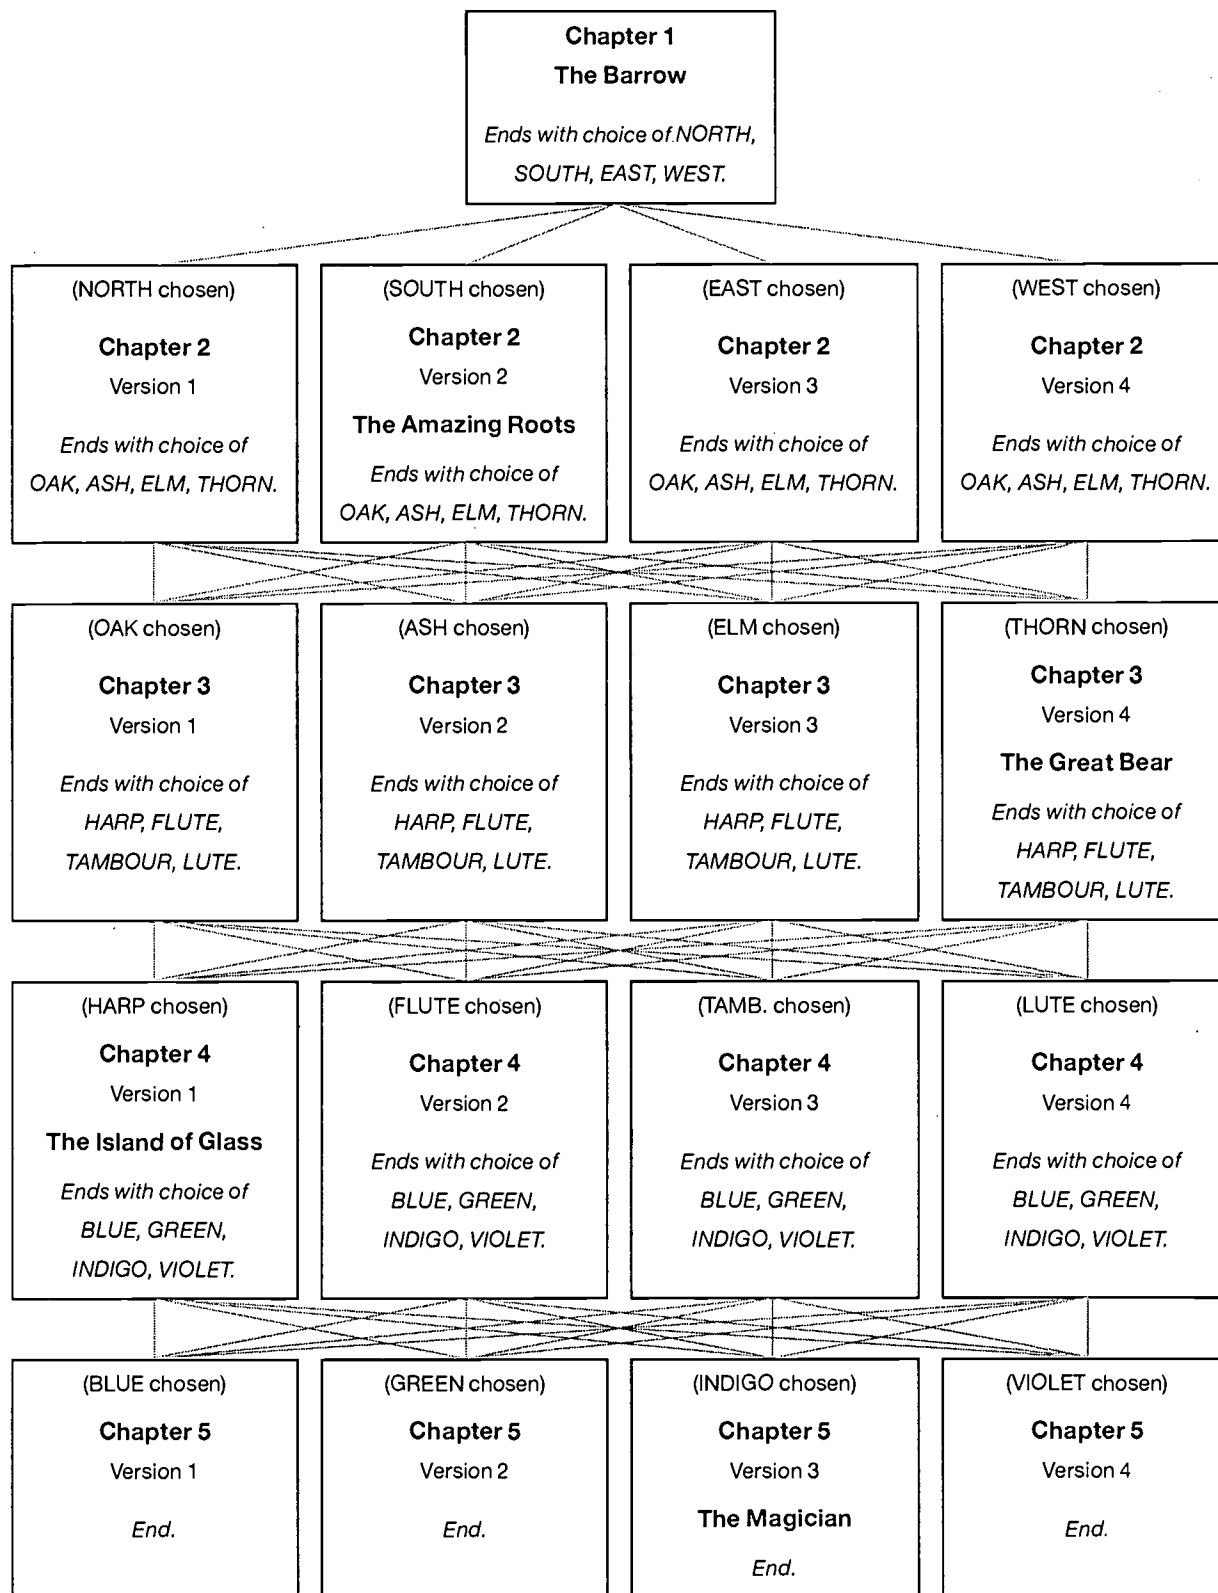 Chapter 1
The Barrow
Ends with choice of NORTH,
SOUTH, EAST, WEST.
(NORTH chosen)
Chapter 2
Version 1
Ends with choice of
OAK, ASH, ELM, THORN.
(SOUTH chosen)
Chapter 2
Version 2
The Amazing Roots
Ends with choice of
OAK, ASH, ELM, THORN.
(EAST chosen)
Chapter 2
Version 3
Ends with choice of
OAK, ASH, ELM, THORN.
(WEST chosen)
Chapter 2
Version 4
Ends with choice of
OAK, ASH, ELM, THORN.
(OAK chosen)
Chapter 3
Version 1
Ends with choice of
HARP, FLUTE,
TAMBOUR, LUTE.
(ASH chosen)
Chapter 3
Version 2
Ends with choice of
HARP, FLUTE,
TAMBOUR, LUTE.
(ELM chosen)
Chapter 3
Version 3
Ends with choice of
HARP, FLUTE,
TAMBOUR, LUTE.
(THORN chosen)
Chapter 3
Version 4
The Great Bear
Ends with choice of
HARP, FLUTE,
TAMBOUR, LUTE.
(HARP chosen)
Chapter 4
Version 1
The Island of Glass
Ends with choice of
BLUE, GREEN,
INDIGO, VIOLET.
(FLUTE chosen)
Chapter 4
Version 2
Ends with choice of
BLUE, GREEN,
INDIGO, VIOLET.
(TAMB. chosen)
Chapter 4
Version 3
Ends with choice of
BLUE, GREEN,
INDIGO, VIOLET.
(LUTE chosen)
Chapter 4
Version 4
Ends with choice of
BLUE, GREEN,
INDIGO, VIOLET.
(BLUE chosen)
Chapter 5
Version 1
End.
(GREEN chosen)
Chapter 5
Version 2
End.
(INDIGO chosen)
Chapter 5
Version 3
The Magician
End.
(VIOLET chosen)
Chapter 5
Version 4
End.